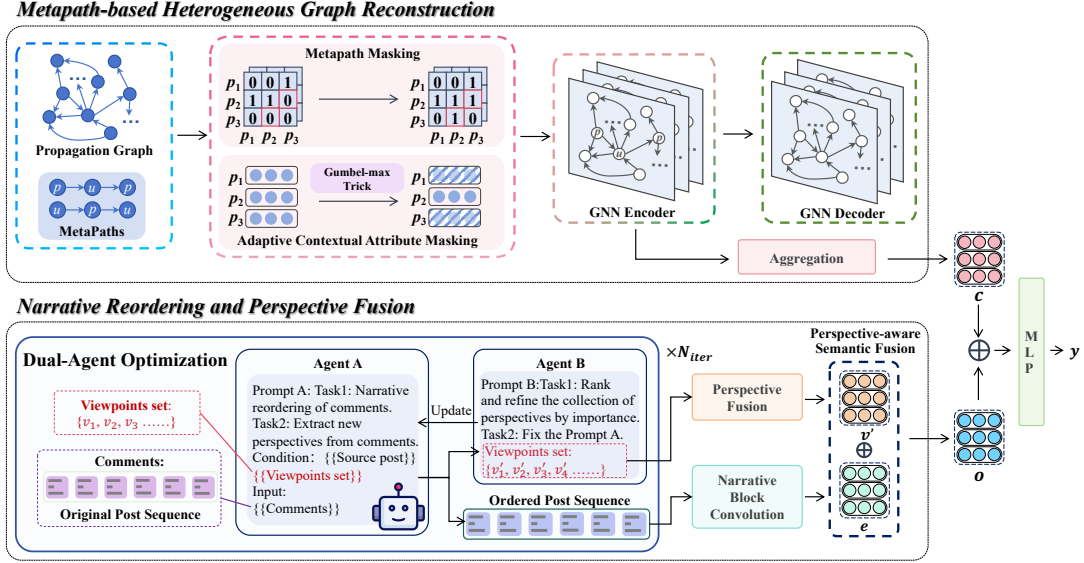 Metapath-based Heterogeneous Graph Reconstruction
Propagation Graph
p u p
u p u
MetaPaths
Metapath Masking
p1 0 0 1
p2 1 1 0
p3 0 0 0
p1 p2 p3
p1 0 0 1
p2 1 1 1
p3 0 1 0
p1 p2 p3
p1
p2
p3
Gumbel-max
Trick
p1
p2
p3
Adaptive Contextual Attribute Masking
p
p
u
GNN Encoder
GNN Decoder
Aggregation
c
Narrative Reordering and Perspective Fusion
Dual-Agent Optimization
Viewpoints set:
{v1, v2, v3 ......}
Comments:
Original Post Sequence
Agent A
Prompt A: Task1: Narrative
reordering of comments.
Task2: Extract new
perspectives from comments.
Condition: {{Source post}}
{{Viewpoints set}}
Input:
{{Comments}}
Update
Agent B
Prompt B:Task1: Rank
and refine the collection of
perspectives by importance.
Task2: Fix the Prompt A.
Viewpoints set:
{v′1, v′2, v′3, v′4 ......}
Ordered Post Sequence
×Niter
Perspective
Fusion
Narrative
Block
Convolution
Perspective-aware
Semantic Fusion
v′
⊕
e
⊕
o
M
L
P
y